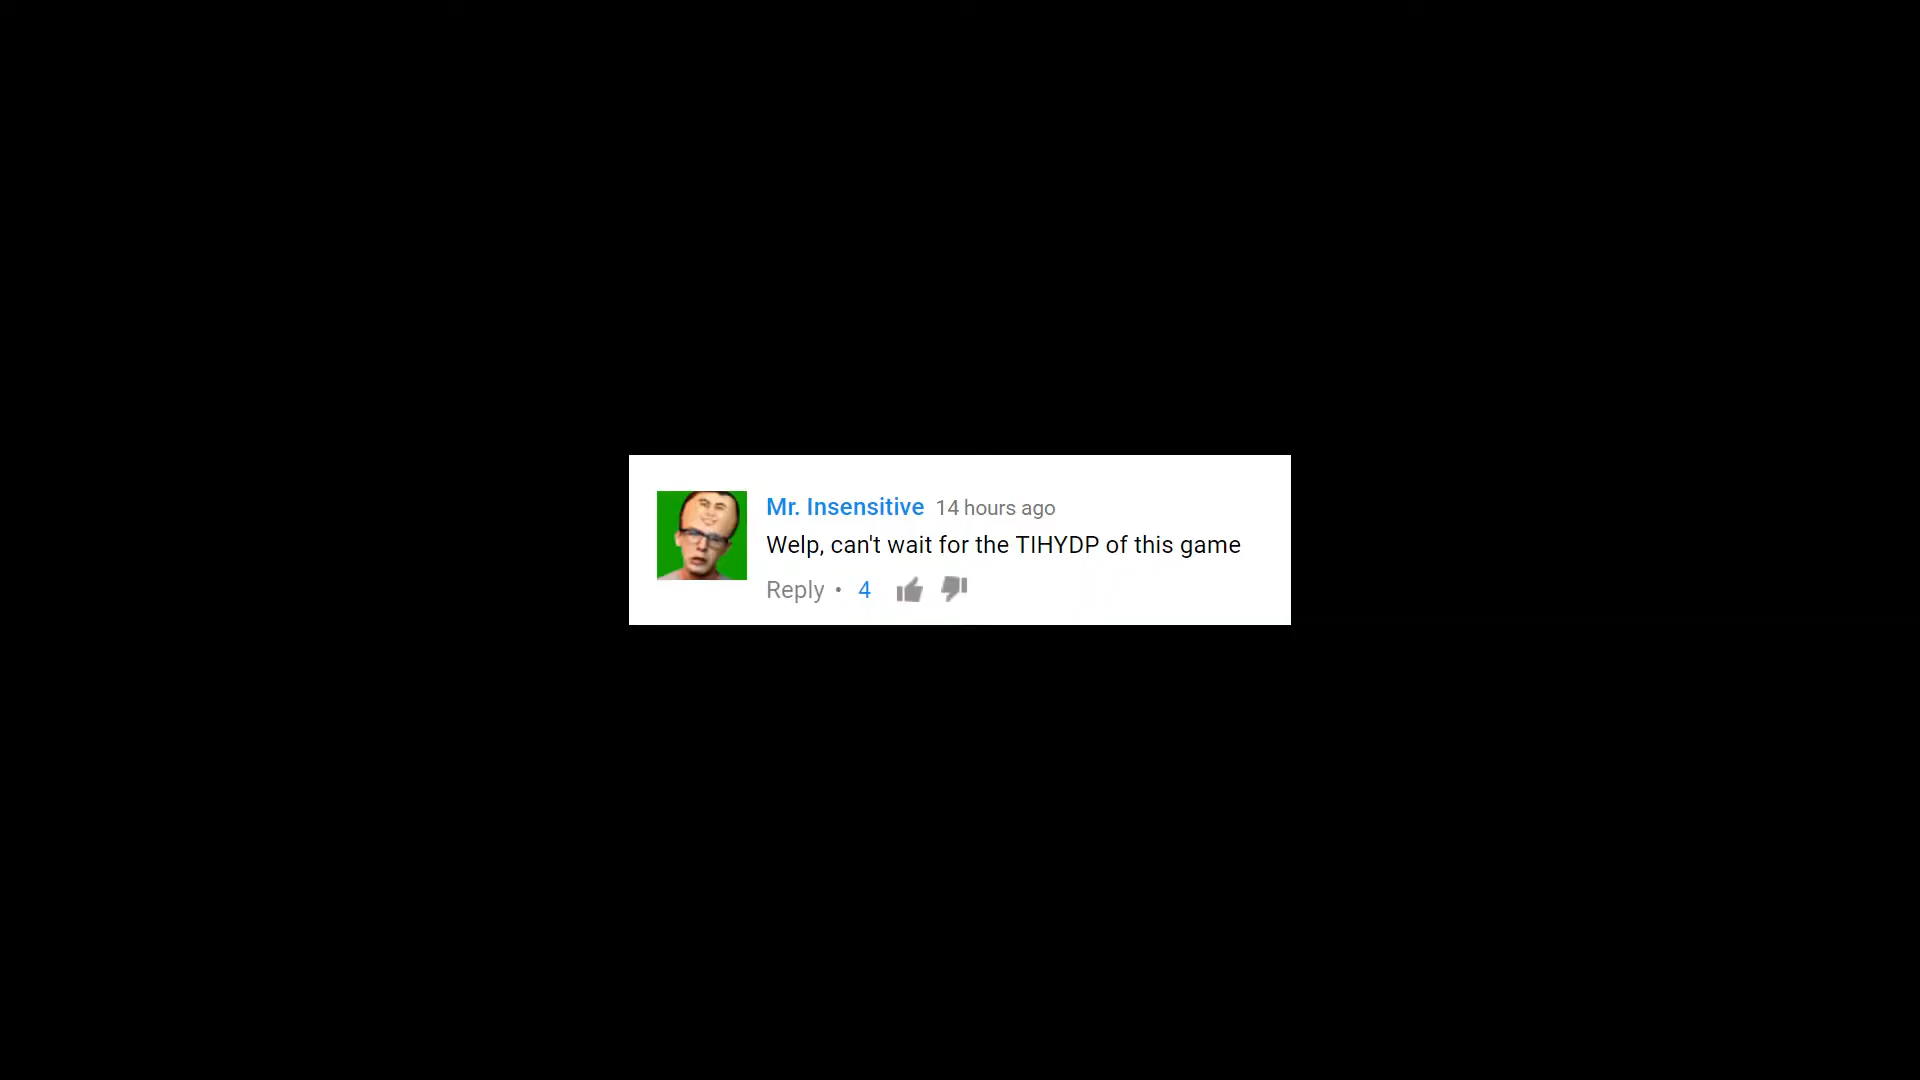 Mr. Insensitive 14 hours ago
Welp, can't wait for the TIHYDP of this game
Reply • 4